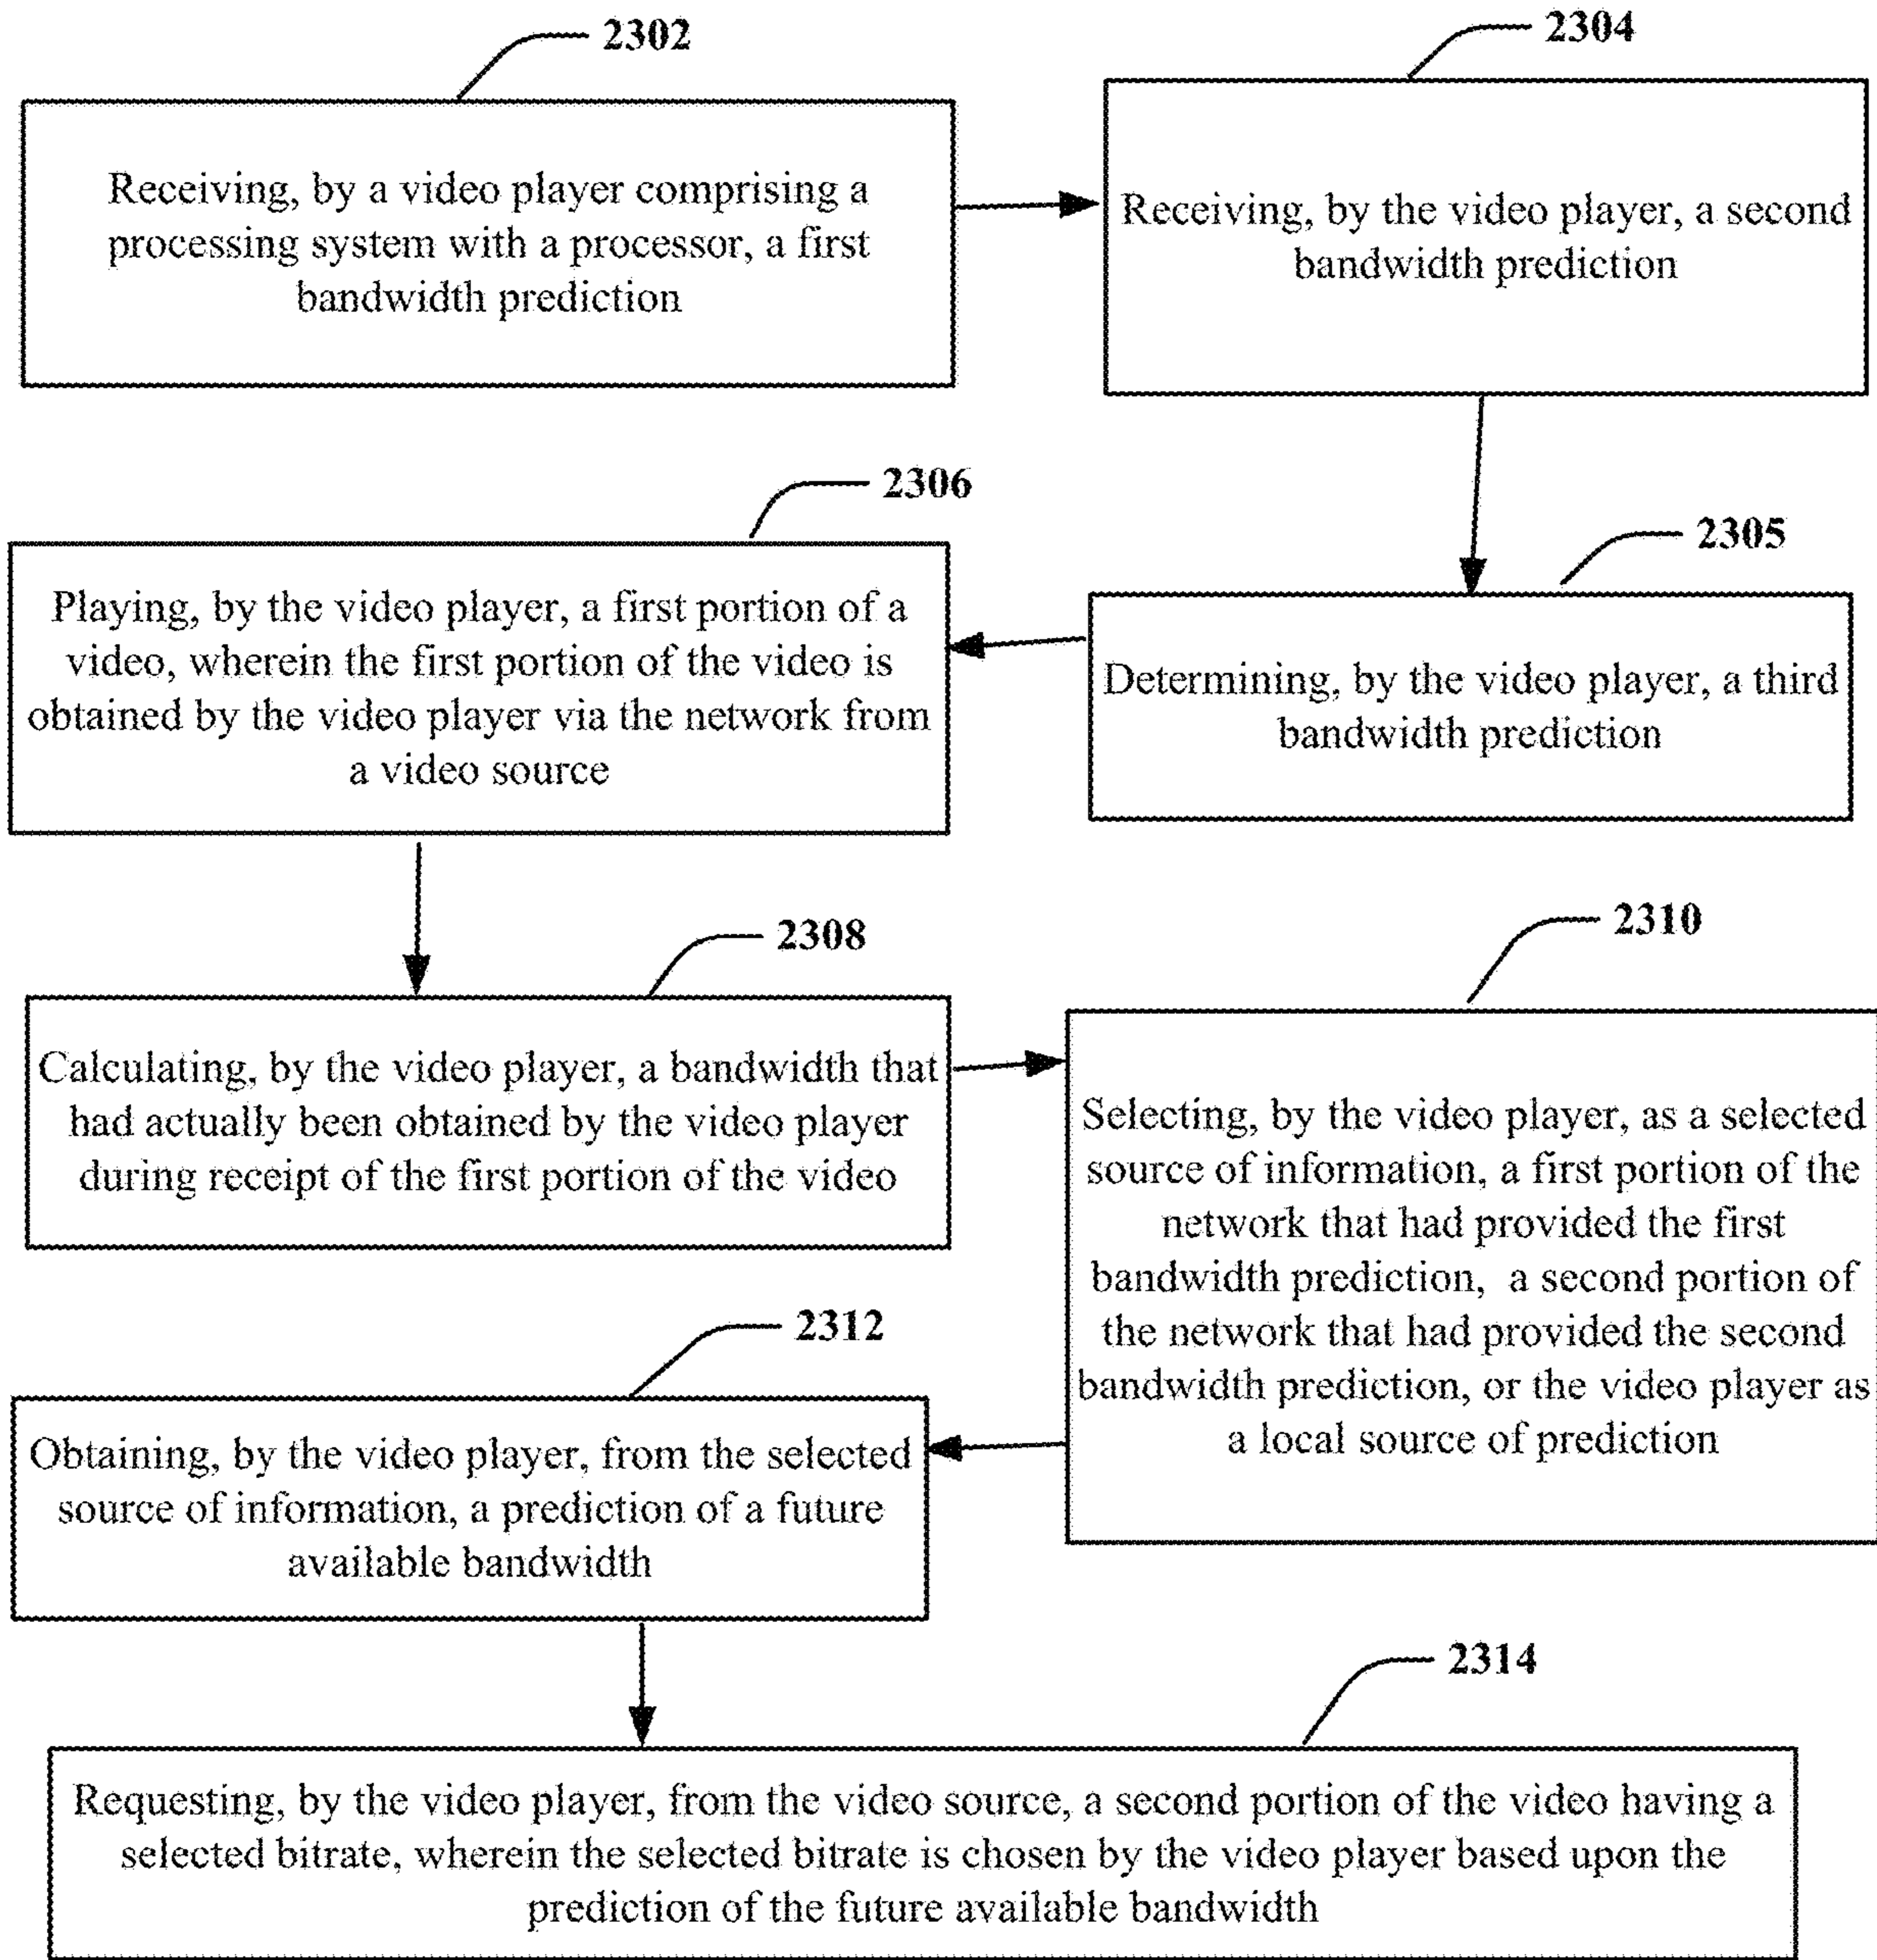 2302
Receiving, by a video player comprising a
processing system with a processor, a first
bandwidth prediction
2304
Receiving, by the video player, a second
bandwidth prediction
2305
Determining, by the video player, a third
bandwidth prediction
2306
Playing, by the video player, a first portion of a
video, wherein the first portion of the video is
obtained by the video player via the network from
a video source
2308
Calculating, by the video player, a bandwidth that
had actually been obtained by the video player
during receipt of the first portion of the video
2310
Selecting, by the video player, as a selected
source of information, a first portion of the
network that had provided the first
bandwidth prediction, a second portion of
the network that had provided the second
bandwidth prediction, or the video player as
a local source of prediction
2312
Obtaining, by the video player, from the selected
source of information, a prediction of a future
available bandwidth
2314
Requesting, by the video player, from the video source, a second portion of the video having a
selected bitrate, wherein the selected bitrate is chosen by the video player based upon the
prediction of the future available bandwidth